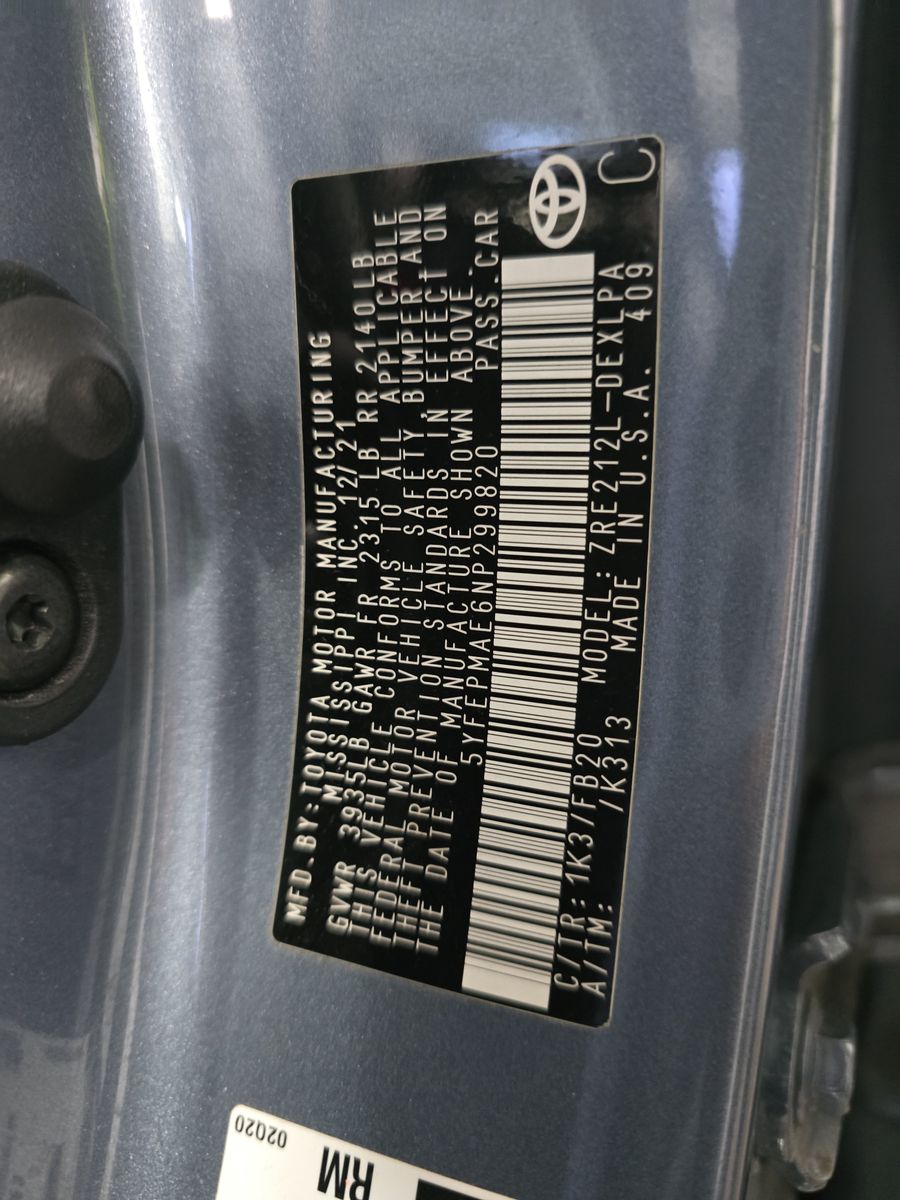 MFD.BY:TOYOTA MOTOR MANUFACTURING
MISSISSIPPI INC.12/21
GVWR 3935LB GAWR FR 2315 LB RR 2140LB
THIS VEHICLE CONFORMS TO ALL APPLICABLE
FEDERAL MOTOR VEHICLE SAFETY,BUMPER AND
THEFT PREVENTION STANDARDS IN EFFECT ON
THE DATE OF MANUFACTURE SHOWN ABOVE.
5YFEPMAE6NP299820 PASS.CAR
C/TR:1K3/FB20 MODEL:ZRE212L-DEXLPA
A/TM: /K313 MADE IN U.S.A. 409
C
02020
RM